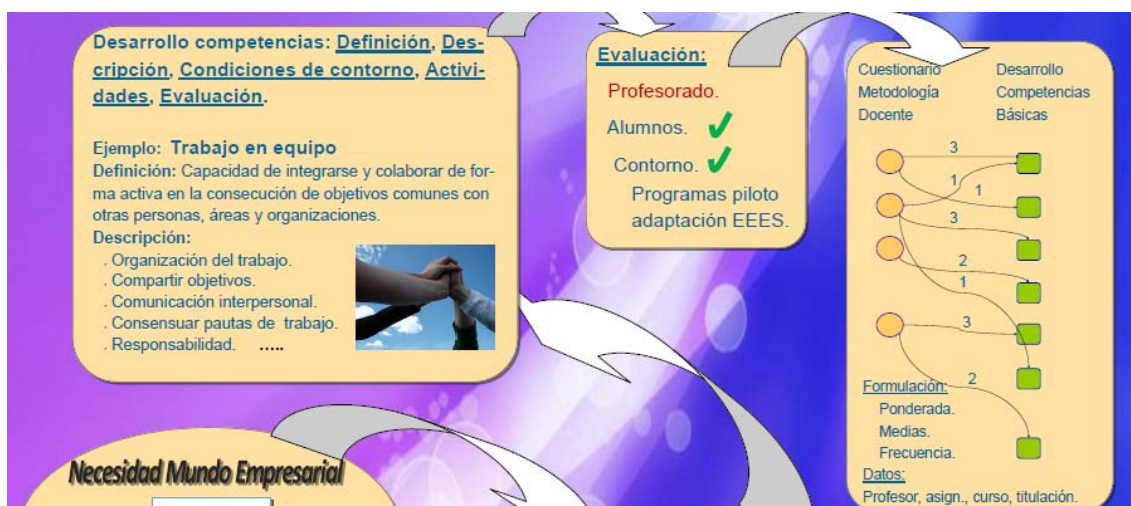 Desarrollo competencias: Definición, Des-
cripción, Condiciones de contorno, Activi-
dades, Evaluación.
Ejemplo: Trabajo en equipo
Definición: Capacidad de integrarse y colaborar de for-
ma activa en la consecución de objetivos comunes con
otras personas, áreas y organizaciones.
Descripción:
. Organización del trabajo.
. Compartir objetivos.
. Comunicación interpersonal.
. Consensuar pautas de trabajo.
. Responsabilidad. .....
Necesidad Mundo Empresarial
Evaluación:
Profesorado.
Alumnos. ✓
Contorno. ✓
Programas piloto
adaptación EEES.
Cuestionario
Metodología
Docente
Desarrollo
Competencias
Básicas
3
1
1
3
2
1
3
2
Formulación:
Ponderada.
Medias.
Frecuencia.
Datos:
Profesor, asign., curso, titulación.